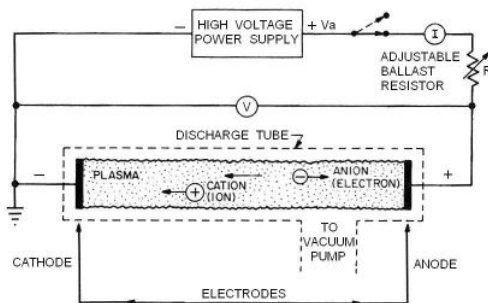 − HIGH VOLTAGE + Va
POWER SUPPLY
I
ADJUSTABLE
BALLAST
RESISTOR
R
V
DISCHARGE TUBE
−
+
PLASMA
− ANION
(ELECTRON)
+ CATION
(ION)
TO
VACUUM
PUMP
CATHODE
ANODE
ELECTRODES